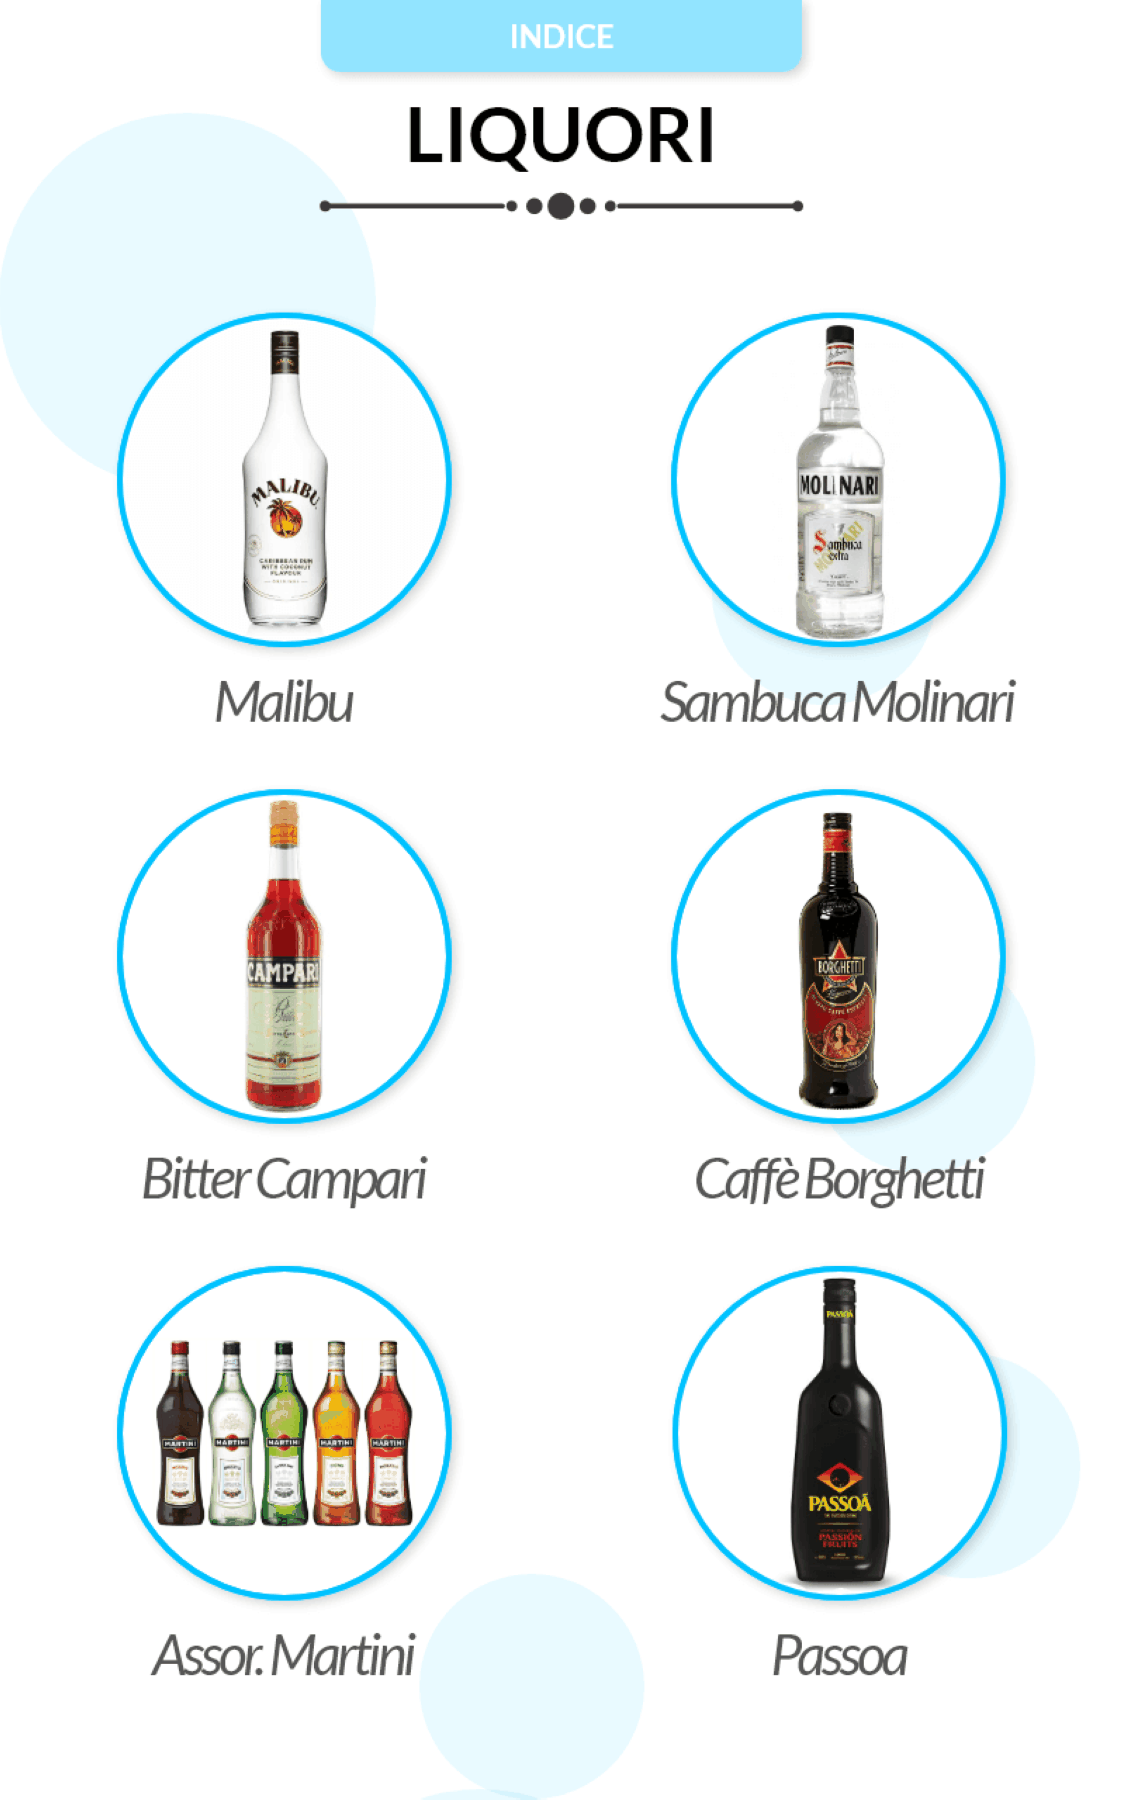 INDICE
LIQUORI
MALIBU
CARIBBEAN RUM
WITH COCONUT
FLAVOUR
MOLINARI
Sambuca
extra
Malibu
Sambuca Molinari
CAMPARI
BORGHETTI
Bitter Campari
Caffè Borghetti
PASSOÃ
MARTINI MARTINI MARTINI MARTINI MARTINI
PASSOÃ
PASSION
FRUITS
Assor. Martini
Passoa